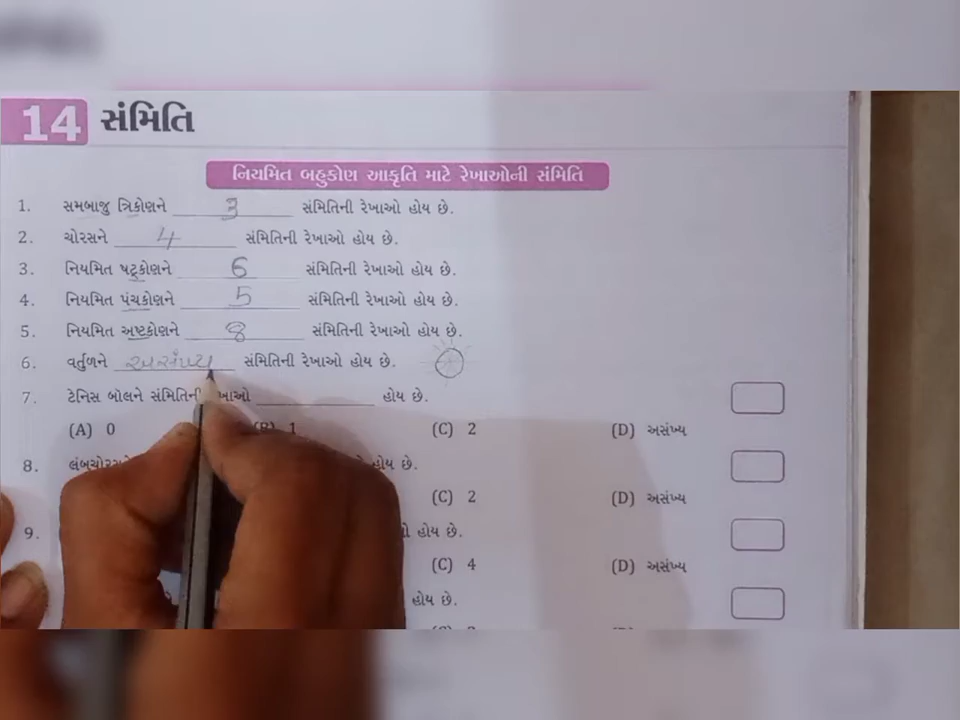 14 સંમિતિ
નિયમિત બહુકોણ આકૃતિ માટે રેખાઓની સંમિતિ
1. સમબાજુ ત્રિકોણને 3 સંમિતિની રેખાઓ હોય છે.
2. ચોરસને 4 સંમિતિની રેખાઓ હોય છે.
3. નિયમિત ષટ્કોણને 6 સંમિતિની રેખાઓ હોય છે.
4. નિયમિત પંચકોણને 5 સંમિતિની રેખાઓ હોય છે.
5. નિયમિત અષ્ટકોણને 8 સંમિતિની રેખાઓ હોય છે.
6. વર્તુળને અસંખ્ય સંમિતિની રેખાઓ હોય છે.
7. ટેનિસ બૉલને સંમિતિની રેખાઓ ____ હોય છે.
(A) 0 (B) 1 (C) 2 (D) અસંખ્ય
8. હોય છે.
(C) 2 (D) અસંખ્ય
9. હોય છે.
(C) 4 (D) અસંખ્ય
હોય છે.